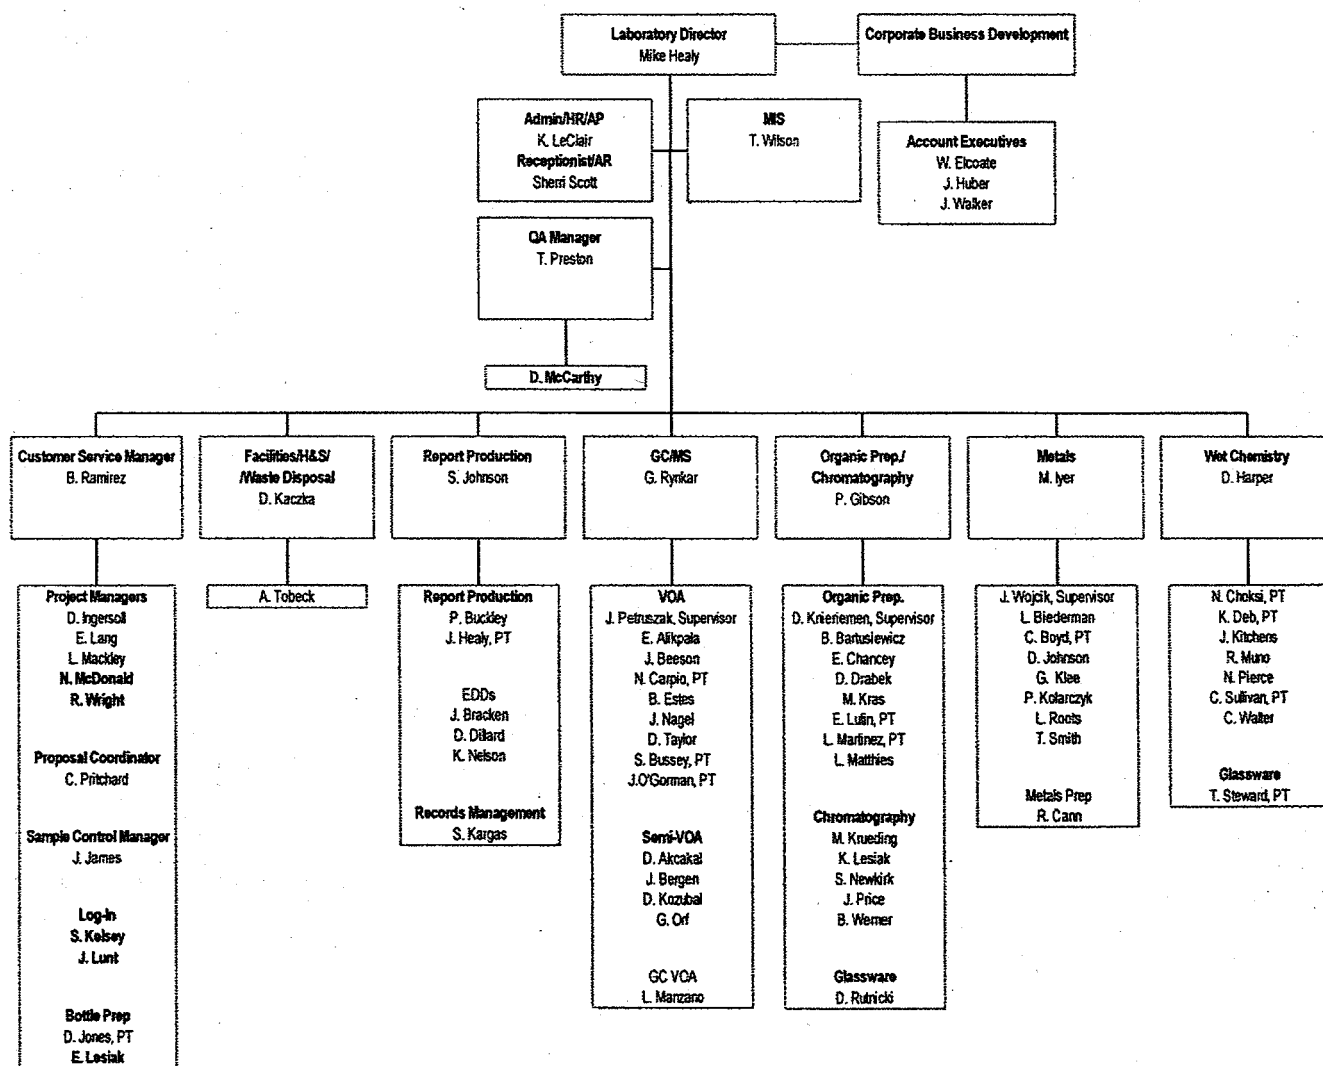 Laboratory Director
Mike Healy
Corporate Business Development
Admin/HR/AP
K. LeClair
Receptionist/AR
Sherri Scott
MIS
T. Wilson
Account Executives
W. Elcoate
J. Huber
J. Walker
QA Manager
T. Preston
D. McCarthy
Customer Service Manager
B. Ramirez
Facilities/H&S/
/Waste Disposal
D. Kaczka
Report Production
S. Johnson
GC/MS
G. Rynkar
Organic Prep./
Chromatography
P. Gibson
Metals
M. Iyer
Wet Chemistry
D. Harper
Project Managers
D. Ingersoll
E. Lang
L. Mackley
N. McDonald
R. Wright
Proposal Coordinator
C. Pritchard
Sample Control Manager
J. James
Log-In
S. Kelsey
J. Lunt
Bottle Prep
D. Jones, PT
E. Lesiak
A. Tobeck
Report Production
P. Buckley
J. Healy, PT
EDDs
J. Bracken
D. Dillard
K. Nelson
Records Management
S. Kargas
VOA
J. Petruszak, Supervisor
E. Alikpala
J. Beeson
N. Carpio, PT
B. Estes
J. Nagel
D. Taylor
S. Bussey, PT
J.O'Gorman, PT
Semi-VOA
D. Akcakal
J. Bergen
D. Kozubal
G. Orf
GC VOA
L. Manzano
Organic Prep.
D. Knieriemen, Supervisor
B. Bartusiewicz
E. Chancey
D. Drabek
M. Kras
E. Lufin, PT
L. Martinez, PT
L. Matthies
Chromatography
M. Krueding
K. Lesiak
S. Newkirk
J. Price
B. Werner
Glassware
D. Rutnicki
J. Wojcik, Supervisor
L. Biederman
C. Boyd, PT
D. Johnson
G. Klee
P. Kolarczyk
L. Roots
T. Smith
Metals Prep
R. Cann
N. Choksi, PT
K. Deb, PT
J. Kitchens
R. Muno
N. Pierce
C. Sullivan, PT
C. Walter
Glassware
T. Steward, PT